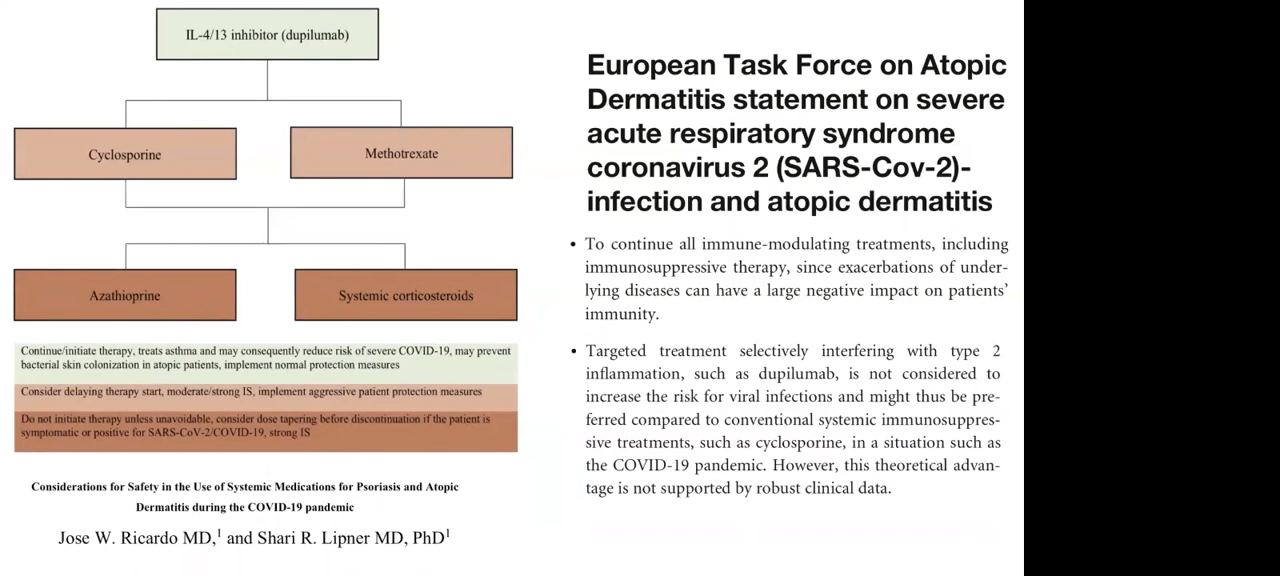 IL-4/13 inhibitor (dupilumab)
Cyclosporine
Methotrexate
Azathioprine
Systemic corticosteroids
Continue/initiate therapy, treats asthma and may consequently reduce risk of severe COVID-19, may prevent
bacterial skin colonization in atopic patients, implement normal protection measures
Consider delaying therapy start, moderate/strong IS, implement aggressive patient protection measures
Do not initiate therapy unless unavoidable, consider dose tapering before discontinuation if the patient is
symptomatic or positive for SARS-CoV-2/COVID-19, strong IS
Considerations for Safety in the Use of Systemic Medications for Psoriasis and Atopic
Dermatitis during the COVID-19 pandemic
Jose W. Ricardo MD,¹ and Shari R. Lipner MD, PhD¹
European Task Force on Atopic
Dermatitis statement on severe
acute respiratory syndrome
coronavirus 2 (SARS-Cov-2)-
infection and atopic dermatitis
• To continue all immune-modulating treatments, including
immunosuppressive therapy, since exacerbations of under-
lying diseases can have a large negative impact on patients’
immunity.
• Targeted treatment selectively interfering with type 2
inflammation, such as dupilumab, is not considered to
increase the risk for viral infections and might thus be pre-
ferred compared to conventional systemic immunosuppres-
sive treatments, such as cyclosporine, in a situation such as
the COVID-19 pandemic. However, this theoretical advan-
tage is not supported by robust clinical data.